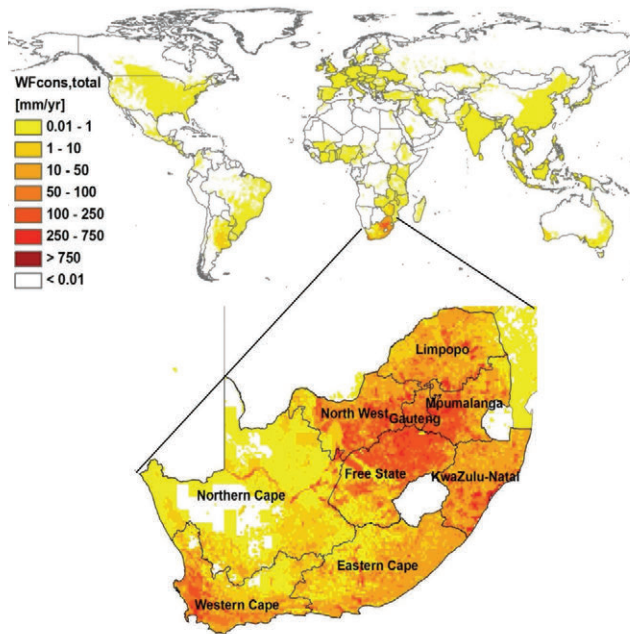 WFcons,total
[mm/yr]
0.01 - 1
1 - 10
10 - 50
50 - 100
100 - 250
250 - 750
> 750
< 0.01
Limpopo
Mpumalanga
North West
Gauteng
Free State
KwaZulu-Natal
Northern Cape
Eastern Cape
Western Cape